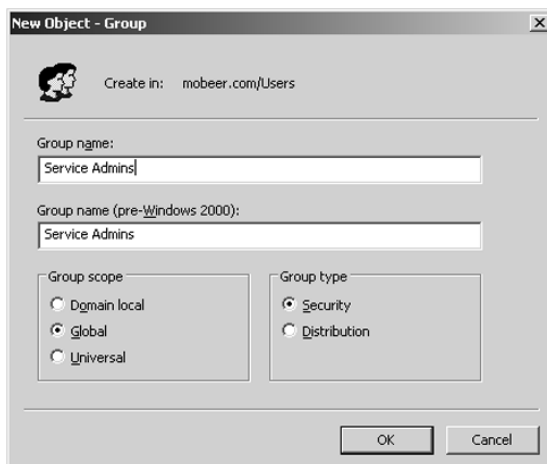 New Object - Group
Create in: mobeer.com/Users
Group name:
Service Admins
Group name (pre-Windows 2000):
Service Admins
Group scope
Domain local
Global
Universal
Group type
Security
Distribution
OK
Cancel